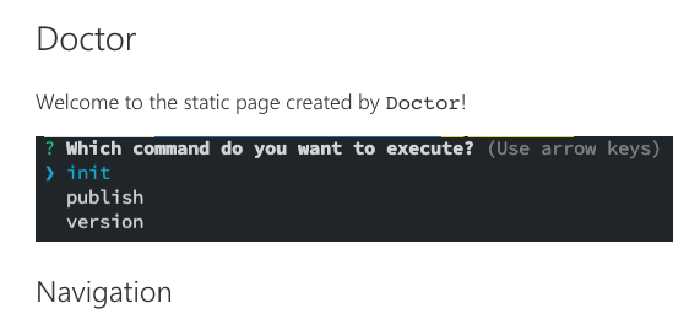 Doctor
Welcome to the static page created by Doctor!
? Which command do you want to execute? (Use arrow keys)
❯ init
publish
version
Navigation